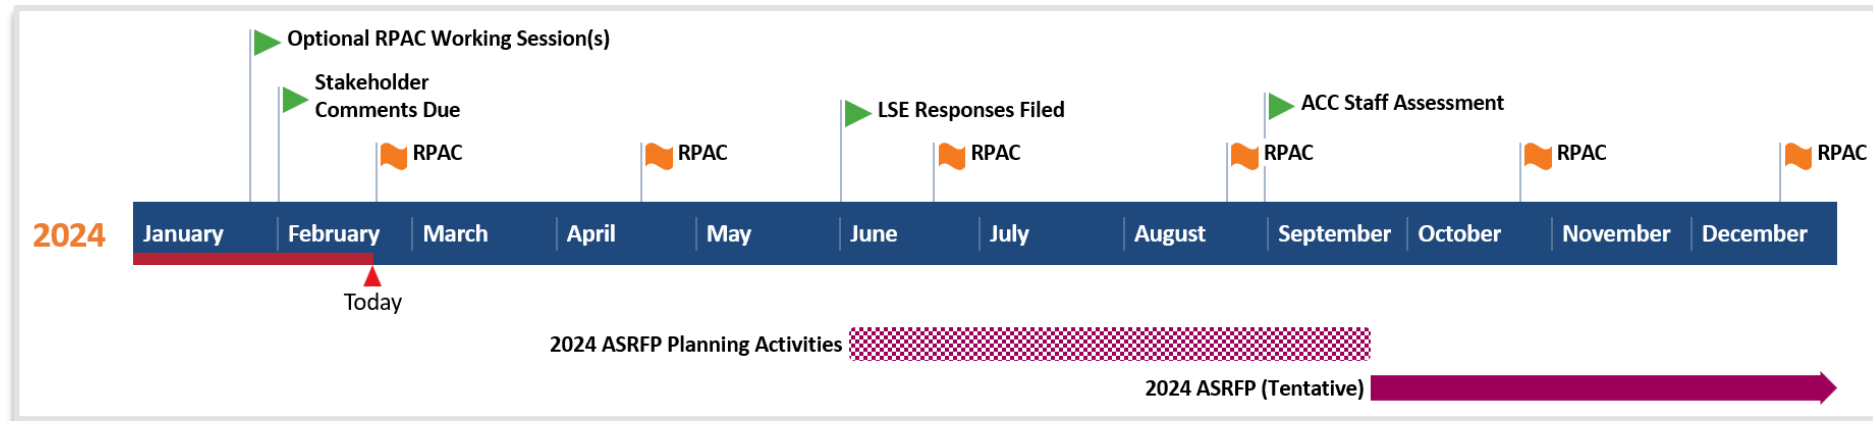 Optional RPAC Working Session(s)
Stakeholder
Comments Due
LSE Responses Filed
ACC Staff Assessment
RPAC
RPAC
RPAC
RPAC
RPAC
RPAC
2024
January
February
March
April
May
June
July
August
September
October
November
December
Today
2024 ASRFP Planning Activities
2024 ASRFP (Tentative)